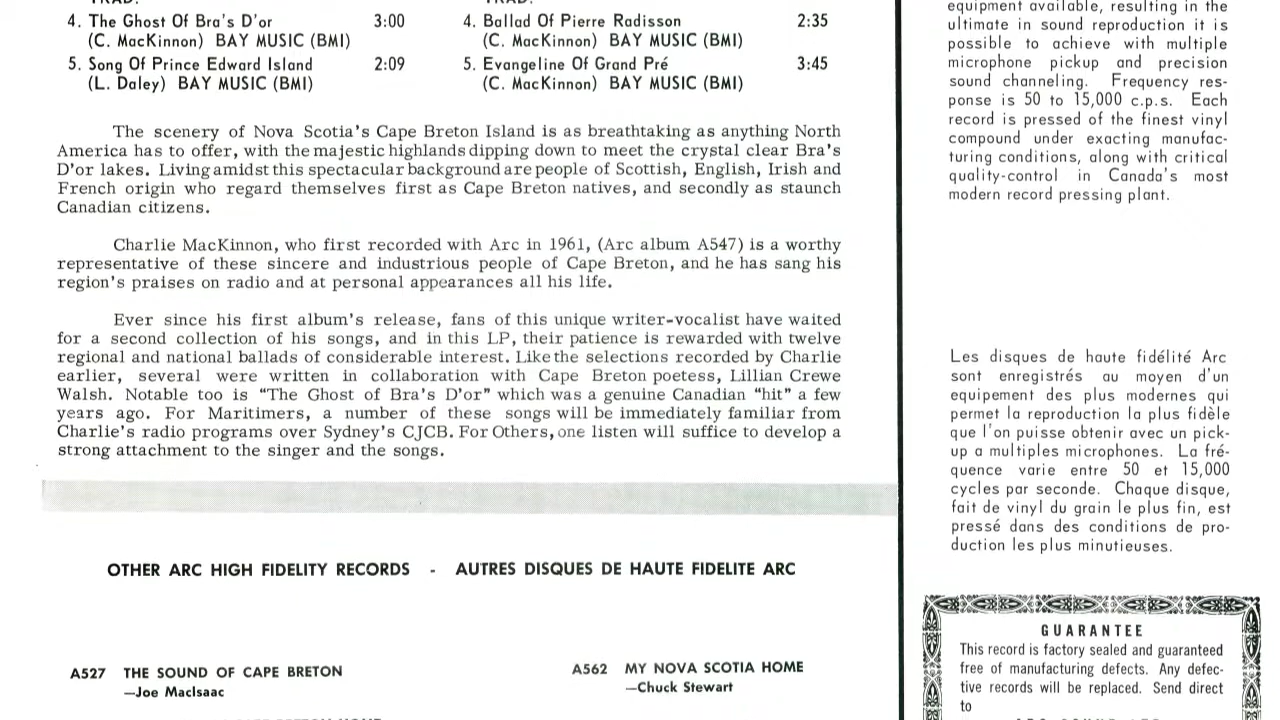 4. The Ghost Of Bra's D'or 3:00
(C. MacKinnon) BAY MUSIC (BMI)
5. Song Of Prince Edward Island 2:09
(L. Daley) BAY MUSIC (BMI)
4. Ballad Of Pierre Radisson 2:35
(C. MacKinnon) BAY MUSIC (BMI)
5. Evangeline Of Grand Pré 3:45
(C. MacKinnon) BAY MUSIC (BMI)
The scenery of Nova Scotia's Cape Breton Island is as breathtaking as anything North
America has to offer, with the majestic highlands dipping down to meet the crystal clear Bra's
D'or lakes. Living amidst this spectacular background are people of Scottish, English, Irish and
French origin who regard themselves first as Cape Breton natives, and secondly as staunch
Canadian citizens.
Charlie MacKinnon, who first recorded with Arc in 1961, (Arc album A547) is a worthy
representative of these sincere and industrious people of Cape Breton, and he has sang his
region's praises on radio and at personal appearances all his life.
Ever since his first album's release, fans of this unique writer-vocalist have waited
for a second collection of his songs, and in this LP, their patience is rewarded with twelve
regional and national ballads of considerable interest. Like the selections recorded by Charlie
earlier, several were written in collaboration with Cape Breton poetess, Lillian Crewe
Walsh. Notable too is "The Ghost of Bra's D'or" which was a genuine Canadian "hit" a few
years ago. For Maritimers, a number of these songs will be immediately familiar from
Charlie's radio programs over Sydney's CJCB. For Others, one listen will suffice to develop a
strong attachment to the singer and the songs.
OTHER ARC HIGH FIDELITY RECORDS - AUTRES DISQUES DE HAUTE FIDELITE ARC
A527 THE SOUND OF CAPE BRETON
—Joe MacIsaac
A562 MY NOVA SCOTIA HOME
—Chuck Stewart
equipment available, resulting in the
ultimate in sound reproduction it is
possible to achieve with multiple
microphone pickup and precision
sound channeling. Frequency res-
ponse is 50 to 15,000 c.p.s. Each
record is pressed of the finest vinyl
compound under exacting manufac-
turing conditions, along with critical
quality-control in Canada's most
modern record pressing plant.
Les disques de haute fidélité Arc
sont enregistrés au moyen d'un
equipement des plus modernes qui
permet la reproduction la plus fidèle
que l'on puisse obtenir avec un pick-
up a multiples microphones. La fré-
quence varie entre 50 et 15,000
cycles par seconde. Chaque disque,
fait de vinyl du grain le plus fin, est
pressé dans des conditions de pro-
duction les plus minutieuses.
GUARANTEE
This record is factory sealed and guaranteed
free of manufacturing defects. Any defec-
tive records will be replaced. Send direct
to